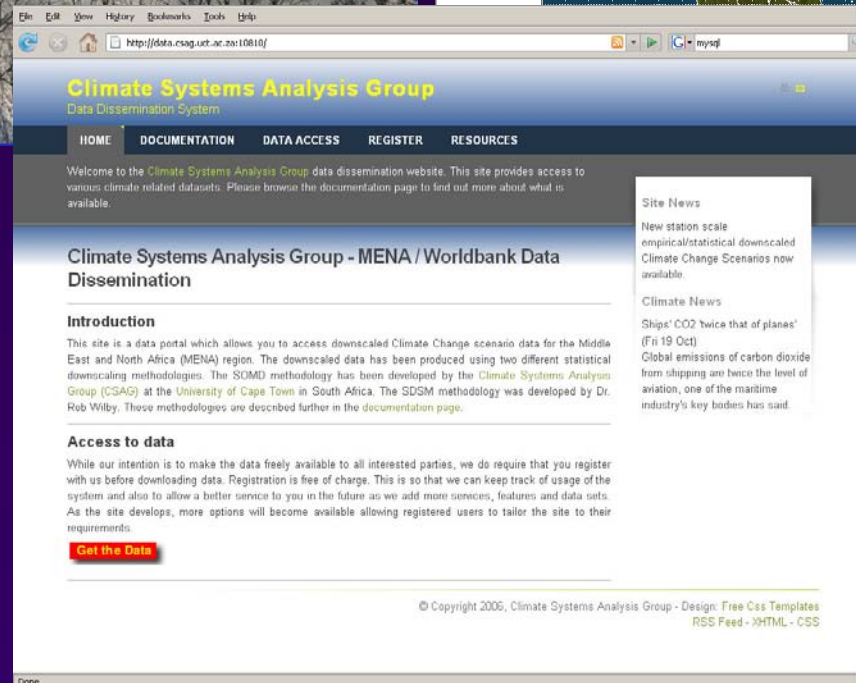 File Edit View History Bookmarks Tools Help
http://data.csag.uct.ac.za:10810/
G mysql
Climate Systems Analysis Group
Data Dissemination System
HOME DOCUMENTATION DATA ACCESS REGISTER RESOURCES
Welcome to the Climate Systems Analysis Group data dissemination website. This site provides access to
various climate related datasets. Please browse the documentation page to find out more about what is
available.
Climate Systems Analysis Group - MENA / Worldbank Data
Dissemination
Introduction
This site is a data portal which allows you to access downscaled Climate Change scenario data for the Middle
East and North Africa (MENA) region. The downscaled data has been produced using two different statistical
downscaling methodologies. The SOMD methodology has been developed by the Climate Systems Analysis
Group (CSAG) at the University of Cape Town in South Africa. The SDSM methodology was developed by Dr.
Rob Wilby. These methodologies are described further in the documentation page.
Access to data
While our intention is to make the data freely available to all interested parties, we do require that you register
with us before downloading data. Registration is free of charge. This is so that we can keep track of usage of the
system and also to allow a better service to you in the future as we add more services, features and data sets.
As the site develops, more options will become available allowing registered users to tailor the site to their
requirements.
Get the Data
Site News
New station scale
empirical/statistical downscaled
Climate Change Scenarios now
available.
Climate News
Ships' CO2 'twice that of planes'
(Fri 19 Oct)
Global emissions of carbon dioxide
from shipping are twice the level of
aviation, one of the maritime
industry's key bodies has said.
© Copyright 2006, Climate Systems Analysis Group - Design: Free Css Templates
RSS Feed - XHTML - CSS
Done